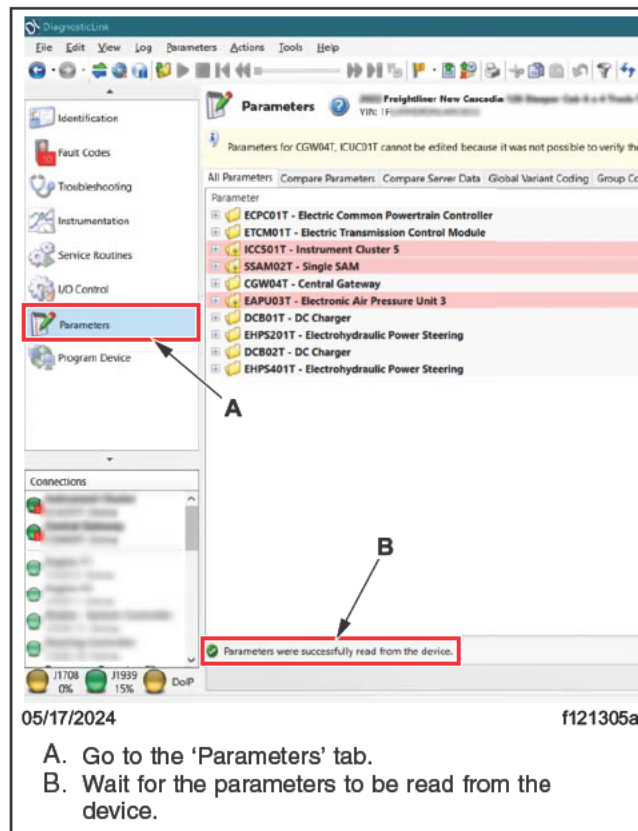 DiagnosticLink
File Edit View Log Parameters Actions Tools Help
Parameters
Freightliner New Cascadia
VIN: 1F
Identification
Fault Codes
10
Troubleshooting
Instrumentation
Service Routines
I/O Control
Parameters
Program Device
Parameters for CGW04T, ICUC01T cannot be edited because it was not possible to verify the
All Parameters Compare Parameters Compare Server Data Global Variant Coding Group Co
Parameter
ECPC01T - Electric Common Powertrain Controller
ETCM01T - Electric Transmission Control Module
ICC501T - Instrument Cluster 5
SSAM02T - Single SAM
CGW04T - Central Gateway
EAPU03T - Electronic Air Pressure Unit 3
DCB01T - DC Charger
EHPS201T - Electrohydraulic Power Steering
DCB02T - DC Charger
EHPS401T - Electrohydraulic Power Steering
A
Connections
B
Parameters were successfully read from the device.
J1708 0% J1939 15% DoIP
05/17/2024 f121305a
A. Go to the ‘Parameters’ tab.
B. Wait for the parameters to be read from the
device.